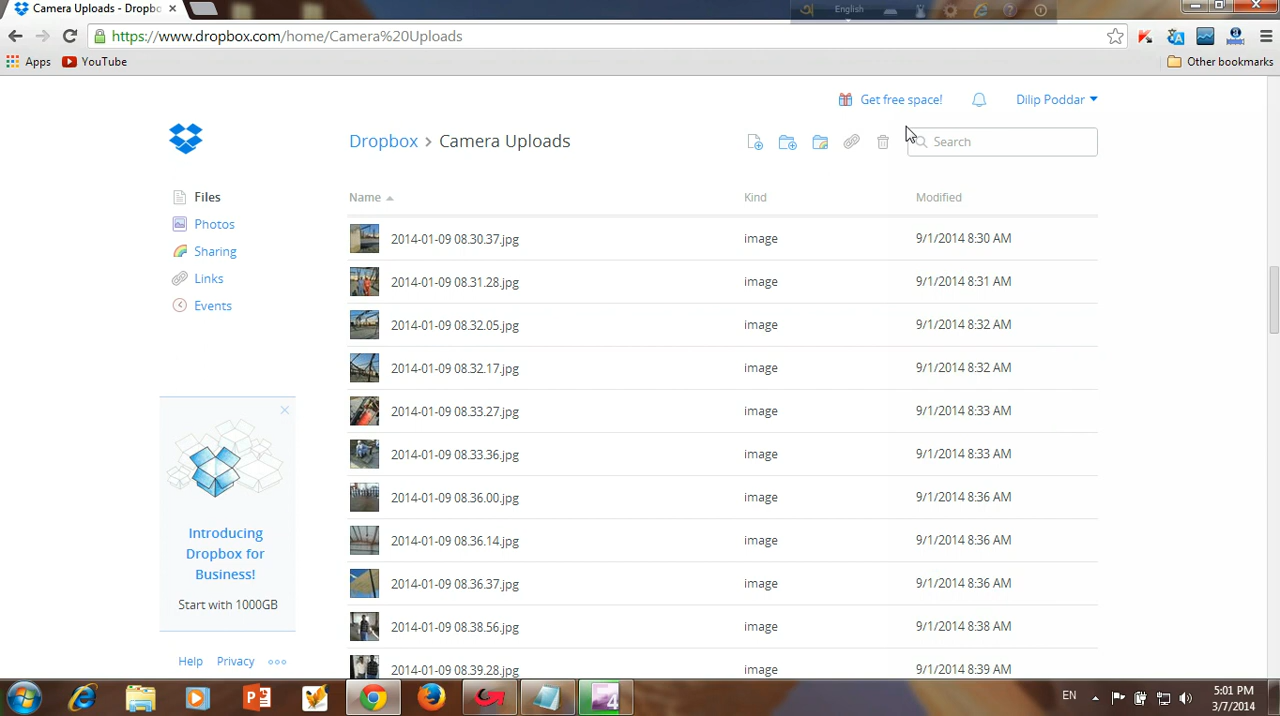 Camera Uploads - Dropbo
English
https://www.dropbox.com/home/Camera%20Uploads
Apps
YouTube
Other bookmarks
Get free space!
Dilip Poddar
Dropbox › Camera Uploads
Search
Files
Photos
Sharing
Links
Events
Name
Kind
Modified
2014-01-09 08.30.37.jpg image 9/1/2014 8:30 AM
2014-01-09 08.31.28.jpg image 9/1/2014 8:31 AM
2014-01-09 08.32.05.jpg image 9/1/2014 8:32 AM
2014-01-09 08.32.17.jpg image 9/1/2014 8:32 AM
2014-01-09 08.33.27.jpg image 9/1/2014 8:33 AM
2014-01-09 08.33.36.jpg image 9/1/2014 8:33 AM
2014-01-09 08.36.00.jpg image 9/1/2014 8:36 AM
2014-01-09 08.36.14.jpg image 9/1/2014 8:36 AM
2014-01-09 08.36.37.jpg image 9/1/2014 8:36 AM
2014-01-09 08.38.56.jpg image 9/1/2014 8:38 AM
2014-01-09 08.39.28.jpg image 9/1/2014 8:39 AM
Introducing
Dropbox for
Business!
Start with 1000GB
Help
Privacy
EN
5:01 PM
3/7/2014